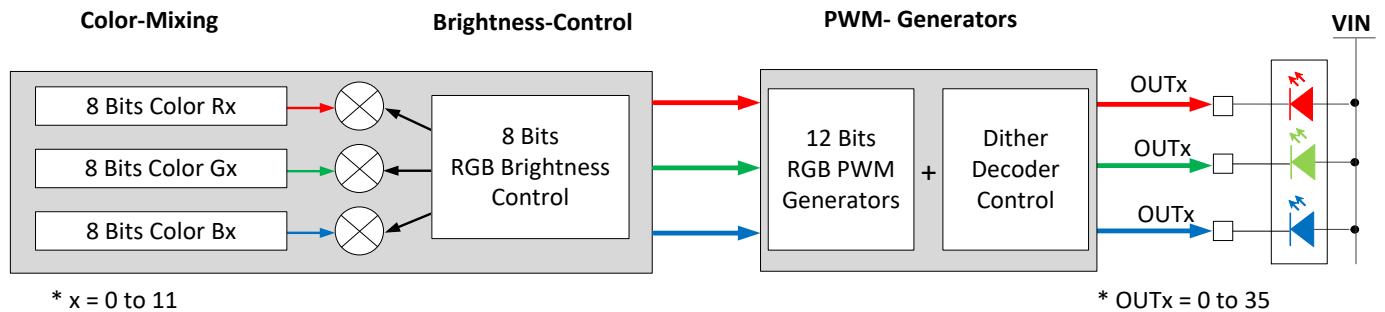 Color-Mixing
Brightness-Control
PWM- Generators
VIN
8 Bits Color Rx
8 Bits Color Gx
8 Bits Color Bx
8 Bits
RGB Brightness
Control
12 Bits
RGB PWM
Generators
+
Dither
Decoder
Control
OUTx
OUTx
OUTx
* x = 0 to 11
* OUTx = 0 to 35